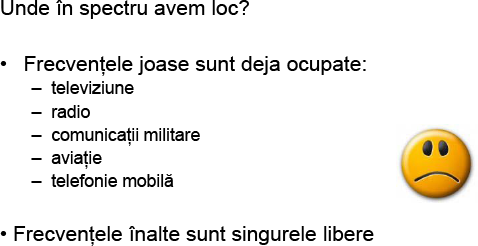 Unde în spectru avem loc?
• Frecvențele joase sunt deja ocupate:
– televiziune
– radio
– comunicații militare
– aviație
– telefonie mobilă
• Frecvențele înalte sunt singurele libere